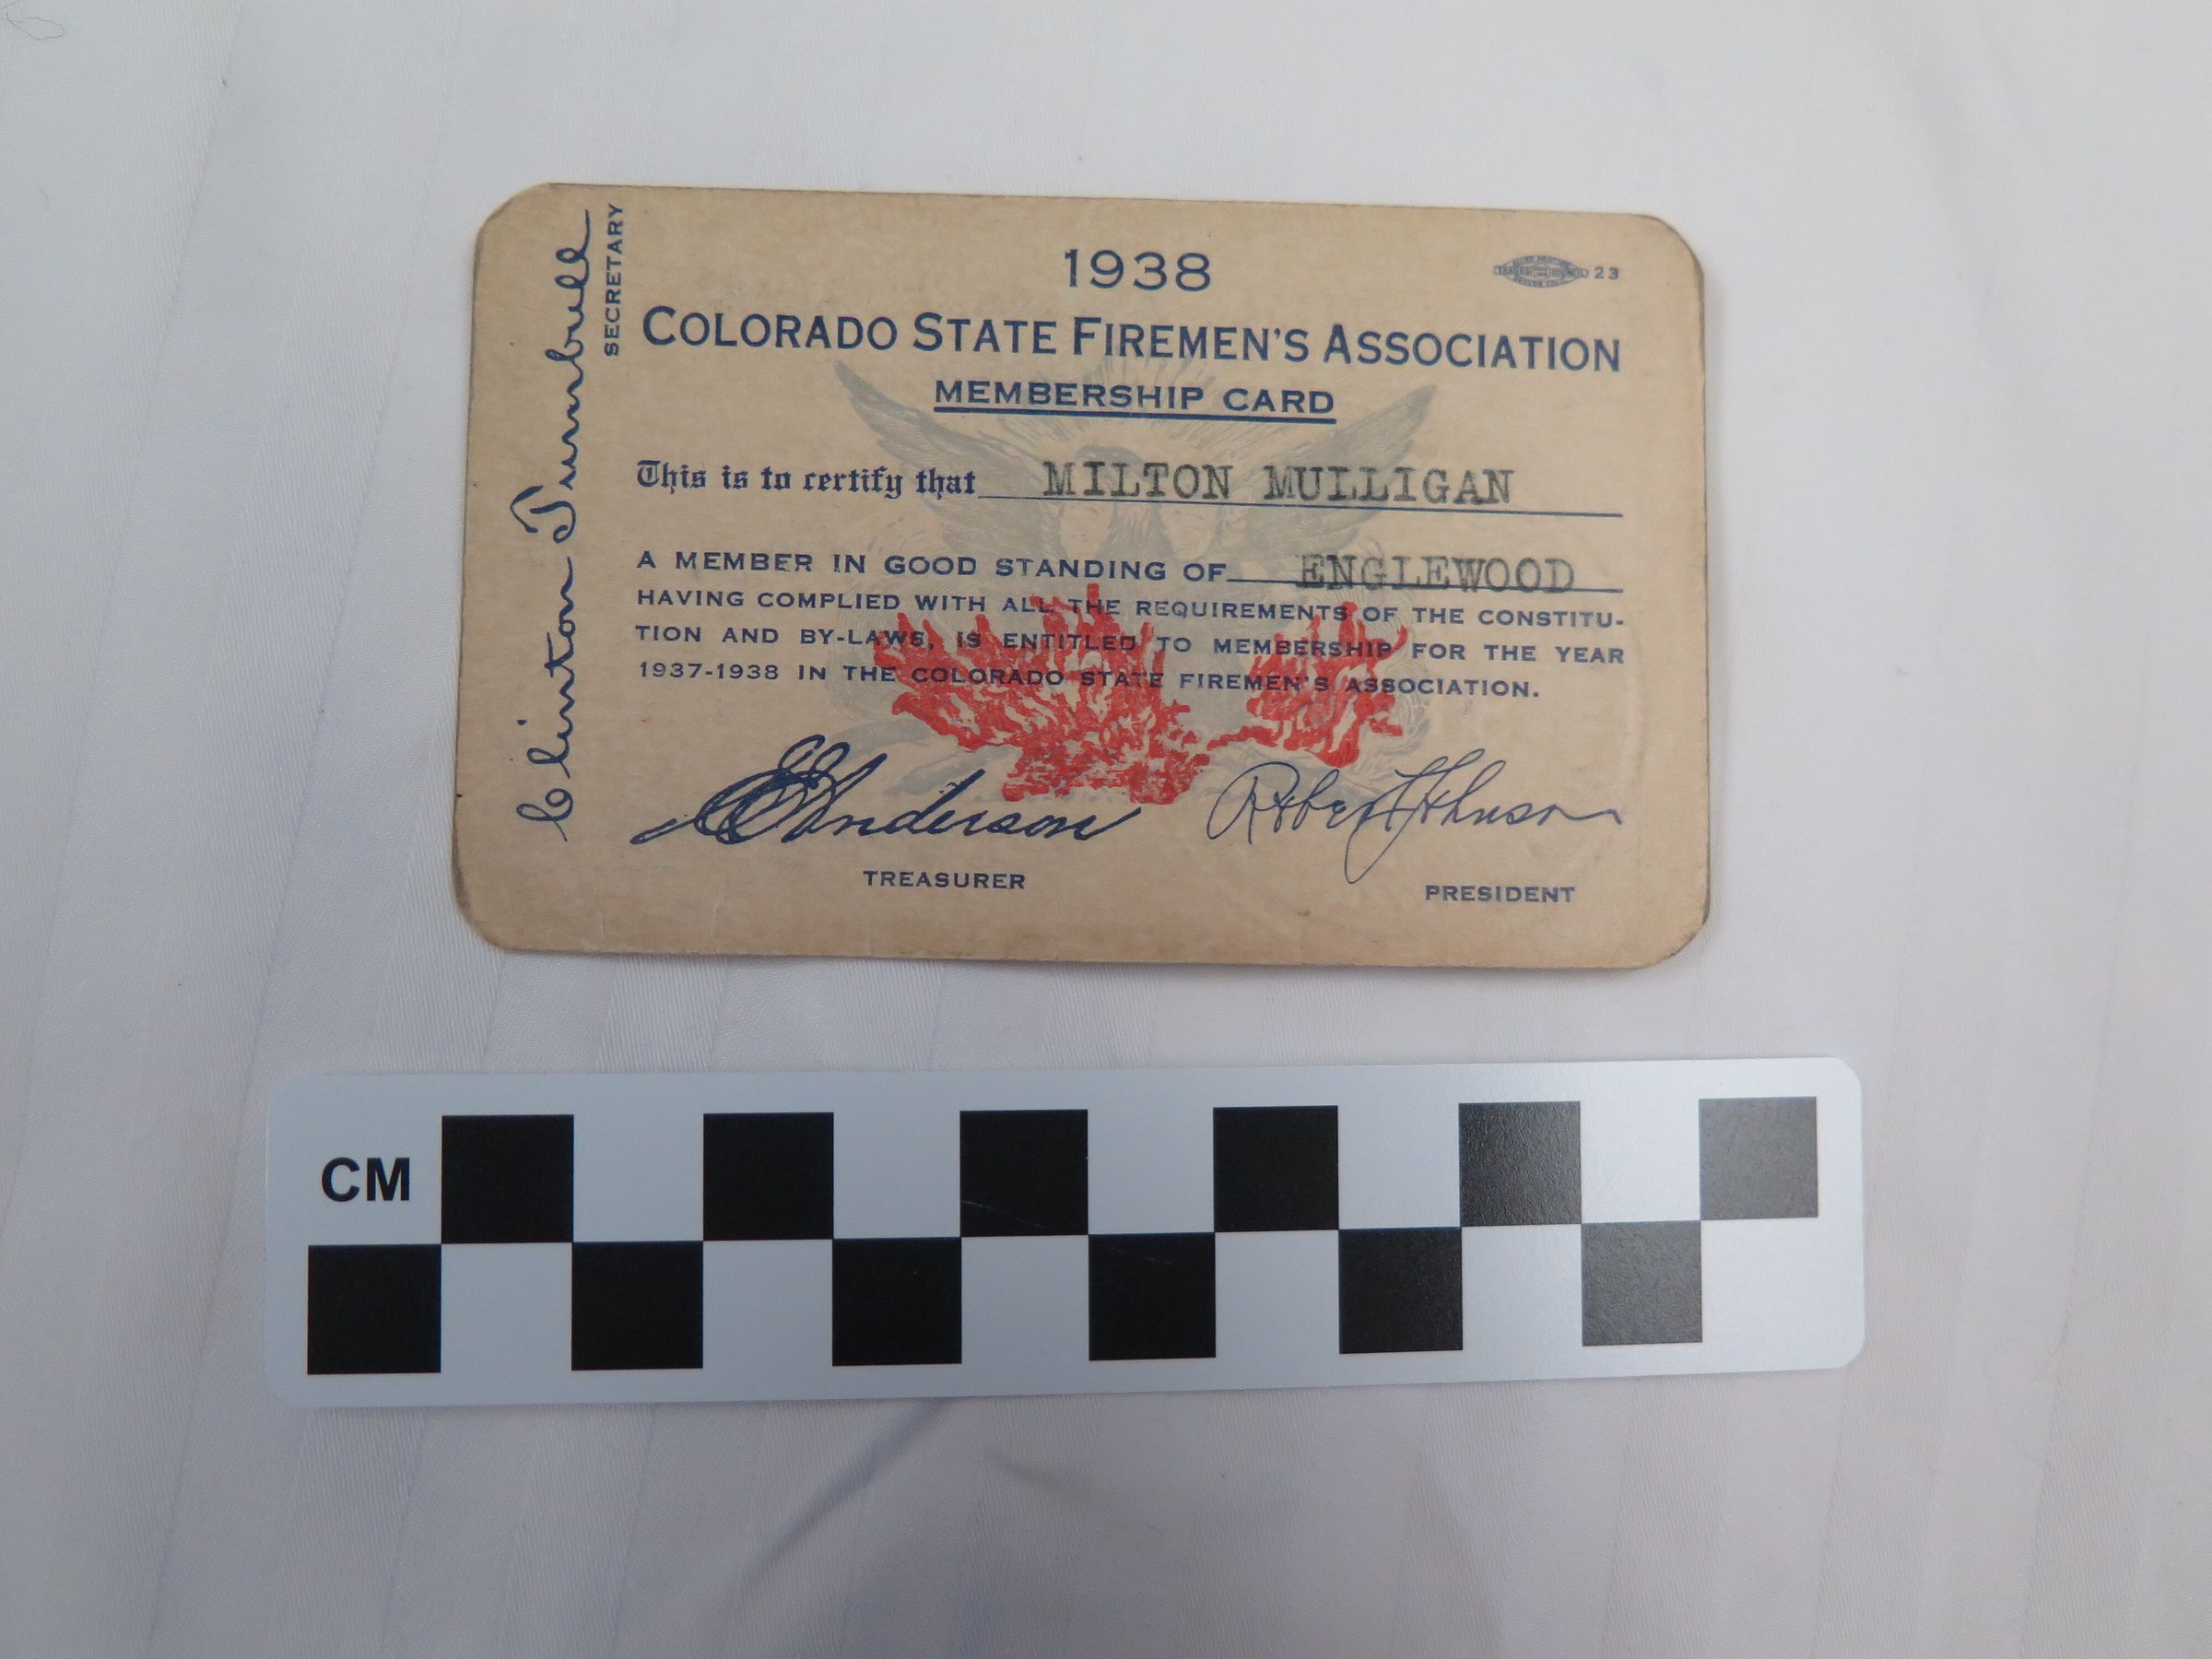 1938
23
COLORADO STATE FIREMEN'S ASSOCIATION
MEMBERSHIP CARD
This is to certify that MILTON MULLIGAN
A MEMBER IN GOOD STANDING OF ENGLEWOOD
HAVING COMPLIED WITH ALL THE REQUIREMENTS OF THE CONSTITU-
TION AND BY-LAWS, IS ENTITLED TO MEMBERSHIP FOR THE YEAR
1937-1938 IN THE COLORADO STATE FIREMEN'S ASSOCIATION.
Anderson
TREASURER
Robert Johnson
PRESIDENT
Clinton Turnbull
SECRETARY
CM